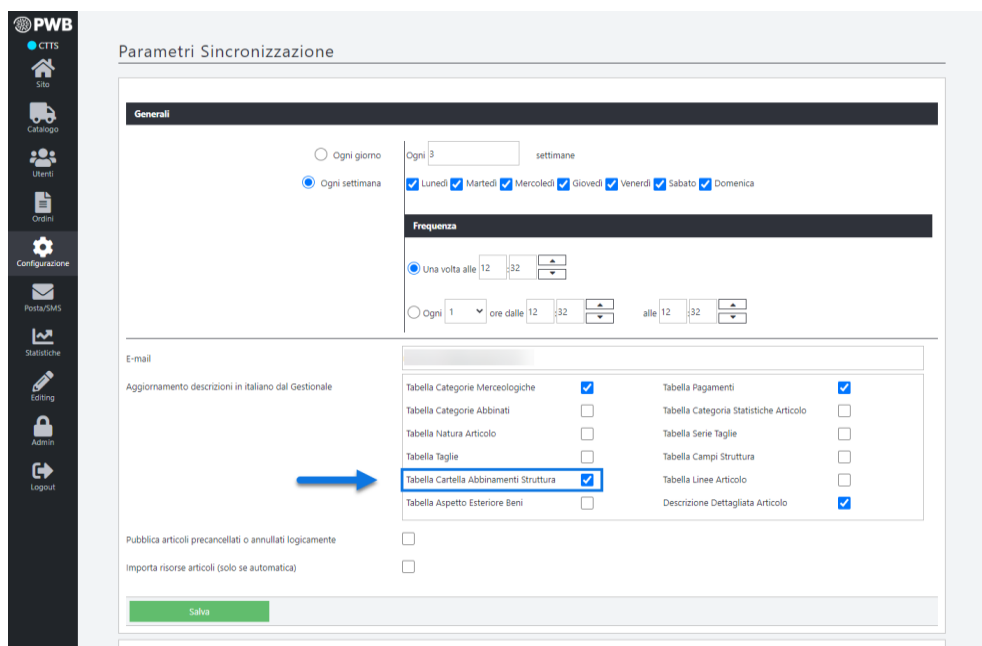 PWB
CTTS
Sito
Catalogo
Utenti
Ordini
Configurazione
Posta/SMS
Statistiche
Editing
Admin
Logout
Parametri Sincronizzazione
Generali
Ogni giorno
Ogni 3 settimane
Ogni settimana
Lunedì Martedì Mercoledì Giovedì Venerdì Sabato Domenica
Frequenza
Una volta alle 12 :32
Ogni 1 ore dalle 12 :32 alle 12 :32
E-mail
Aggiornamento descrizioni in italiano dal Gestionale
Tabella Categorie Merceologiche Tabella Pagamenti
Tabella Categorie Abbinati Tabella Categoria Statistiche Articolo
Tabella Natura Articolo Tabella Serie Taglie
Tabella Taglie Tabella Campi Struttura
Tabella Cartella Abbinamenti Struttura Tabella Linee Articolo
Tabella Aspetto Esteriore Beni Descrizione Dettagliata Articolo
Pubblica articoli precancellati o annullati logicamente
Importa risorse articoli (solo se automatica)
Salva